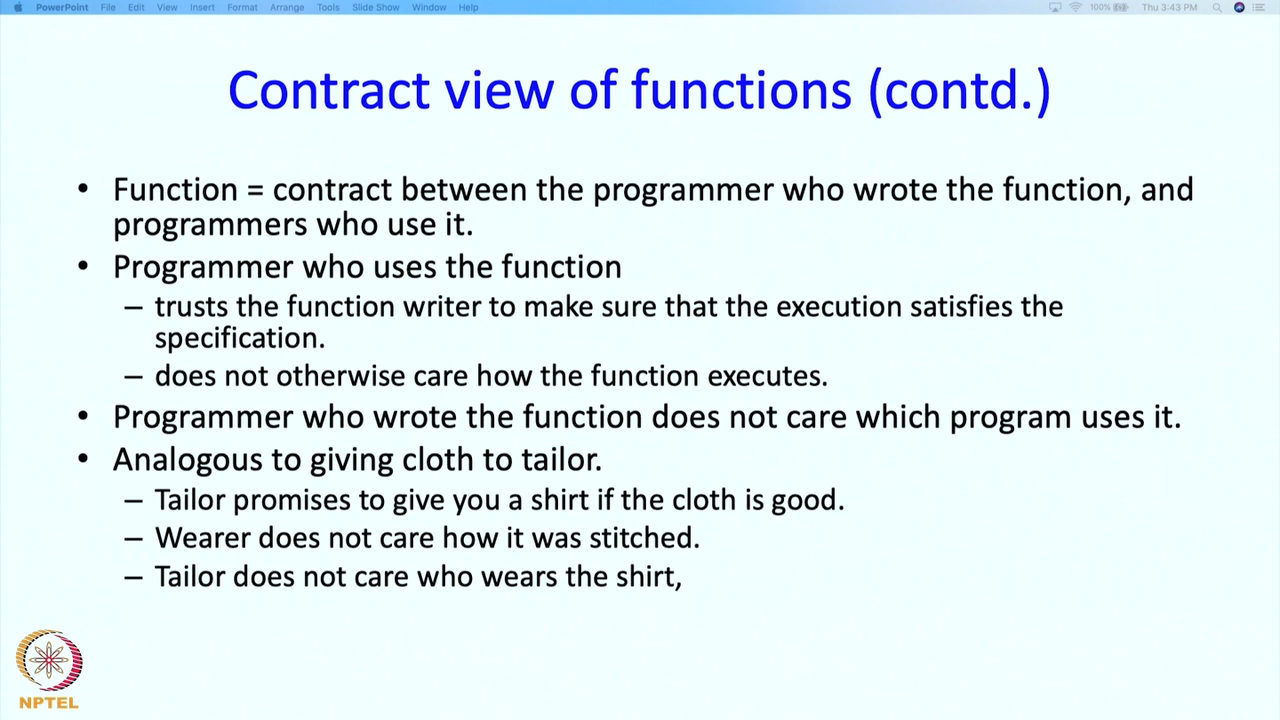 PowerPoint File Edit View Insert Format Arrange Tools Slide Show Window Help 100% Thu 3:43 PM
Contract view of functions (contd.)
• Function = contract between the programmer who wrote the function, and
programmers who use it.
• Programmer who uses the function
– trusts the function writer to make sure that the execution satisfies the
specification.
– does not otherwise care how the function executes.
• Programmer who wrote the function does not care which program uses it.
• Analogous to giving cloth to tailor.
– Tailor promises to give you a shirt if the cloth is good.
– Wearer does not care how it was stitched.
– Tailor does not care who wears the shirt,
NPTEL